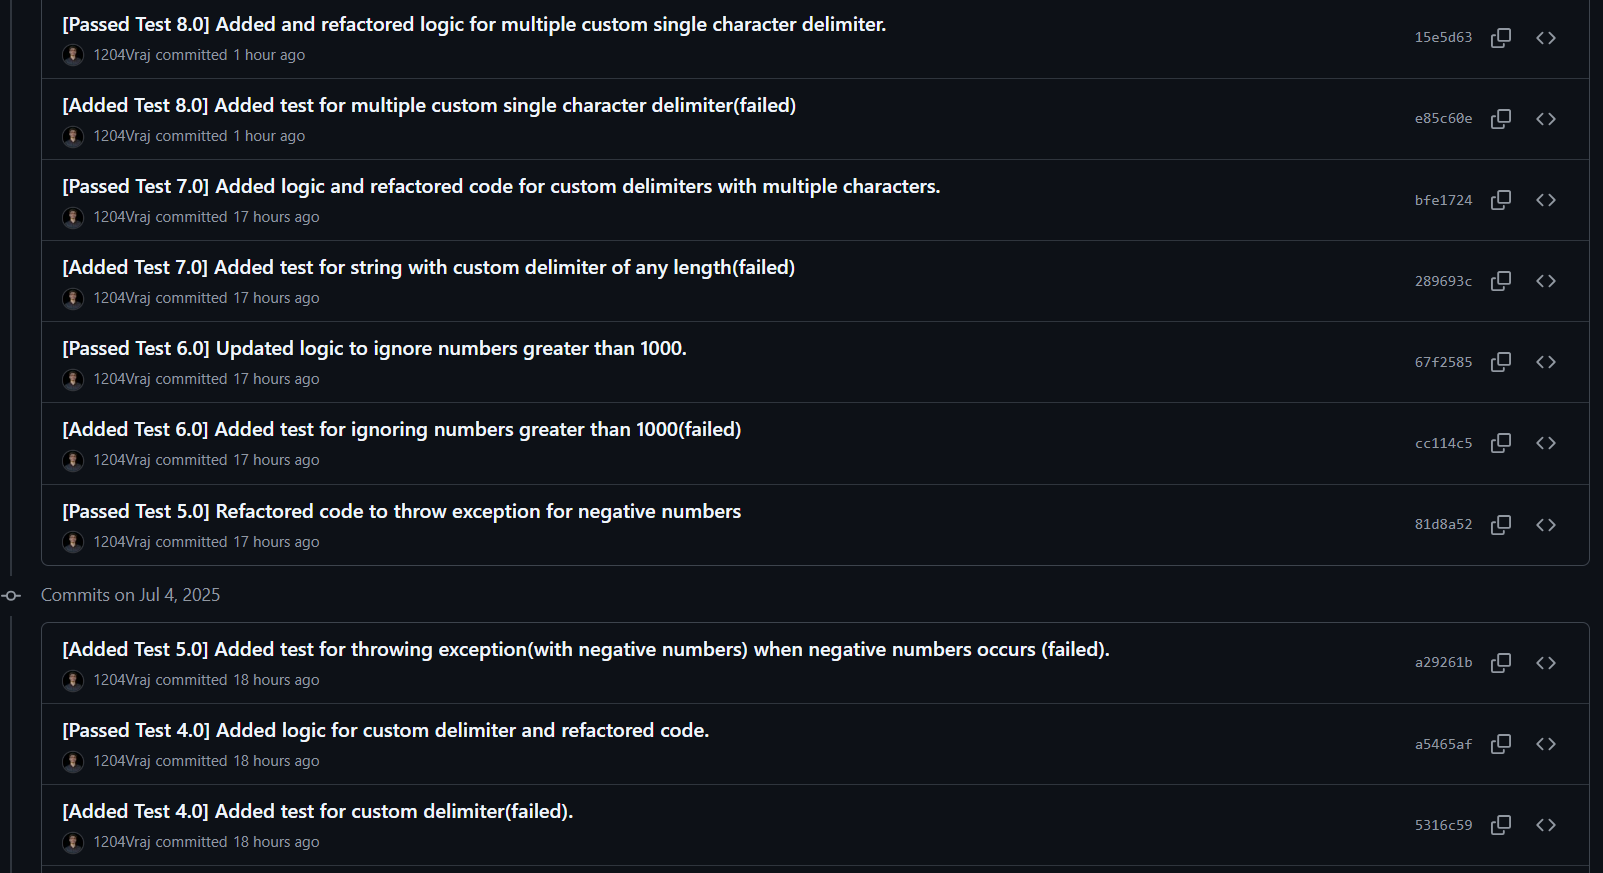 [Passed Test 8.0] Added and refactored logic for multiple custom single character delimiter.
15e5d63
1204Vraj committed 1 hour ago
[Added Test 8.0] Added test for multiple custom single character delimiter(failed)
e85c60e
1204Vraj committed 1 hour ago
[Passed Test 7.0] Added logic and refactored code for custom delimiters with multiple characters.
bfe1724
1204Vraj committed 17 hours ago
[Added Test 7.0] Added test for string with custom delimiter of any length(failed)
289693c
1204Vraj committed 17 hours ago
[Passed Test 6.0] Updated logic to ignore numbers greater than 1000.
67f2585
1204Vraj committed 17 hours ago
[Added Test 6.0] Added test for ignoring numbers greater than 1000(failed)
cc114c5
1204Vraj committed 17 hours ago
[Passed Test 5.0] Refactored code to throw exception for negative numbers
81d8a52
1204Vraj committed 17 hours ago
Commits on Jul 4, 2025
[Added Test 5.0] Added test for throwing exception(with negative numbers) when negative numbers occurs (failed).
a29261b
1204Vraj committed 18 hours ago
[Passed Test 4.0] Added logic for custom delimiter and refactored code.
a5465af
1204Vraj committed 18 hours ago
[Added Test 4.0] Added test for custom delimiter(failed).
5316c59
1204Vraj committed 18 hours ago